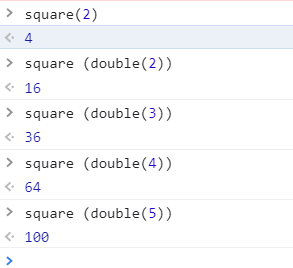 square(2)
4
square (double(2))
16
square (double(3))
36
square (double(4))
64
square (double(5))
100